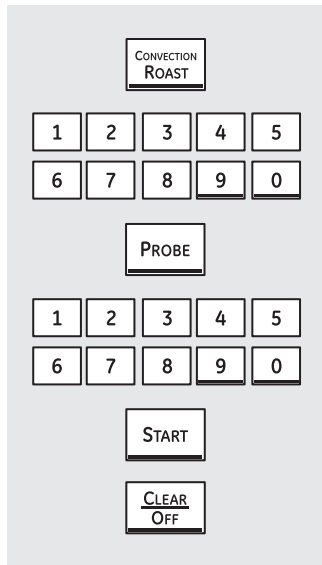 CONVECTION
ROAST
1 2 3 4 5
6 7 8 9 0
PROBE
1 2 3 4 5
6 7 8 9 0
START
CLEAR
OFF